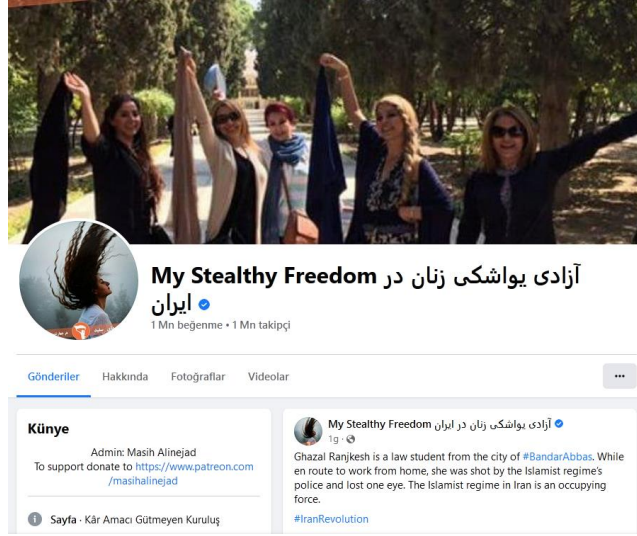 My Stealthy Freedom آزادی یواشکی زنان در
ایران
1 Mn beğenme • 1 Mn takipçi
Gönderiler
Hakkında
Fotoğraflar
Videolar
Künye
Admin: Masih Alinejad
To support donate to https://www.patreon.com
/masihalinejad
Sayfa · Kâr Amacı Gütmeyen Kuruluş
My Stealthy Freedom آزادی یواشکی زنان در ایران
1g ·
Ghazal Ranjkesh is a law student from the city of #BandarAbbas. While
en route to work from home, she was shot by the Islamist regime's
police and lost one eye. The Islamist regime in Iran is an occupying
force.
#IranRevolution